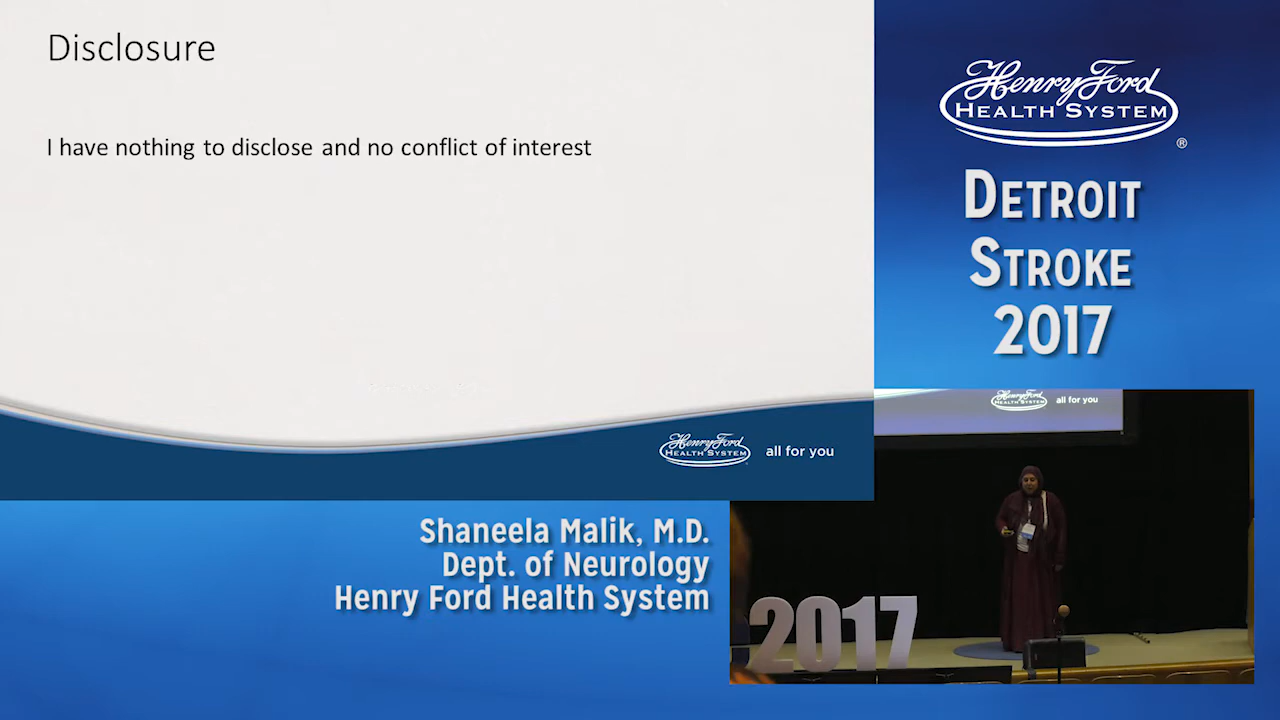 Disclosure
I have nothing to disclose and no conflict of interest
Henry Ford
HEALTH SYSTEM
all for you
Henry Ford
HEALTH SYSTEM
®
DETROIT
STROKE
2017
Henry Ford
HEALTH SYSTEM
all for you
2017
Shaneela Malik, M.D.
Dept. of Neurology
Henry Ford Health System